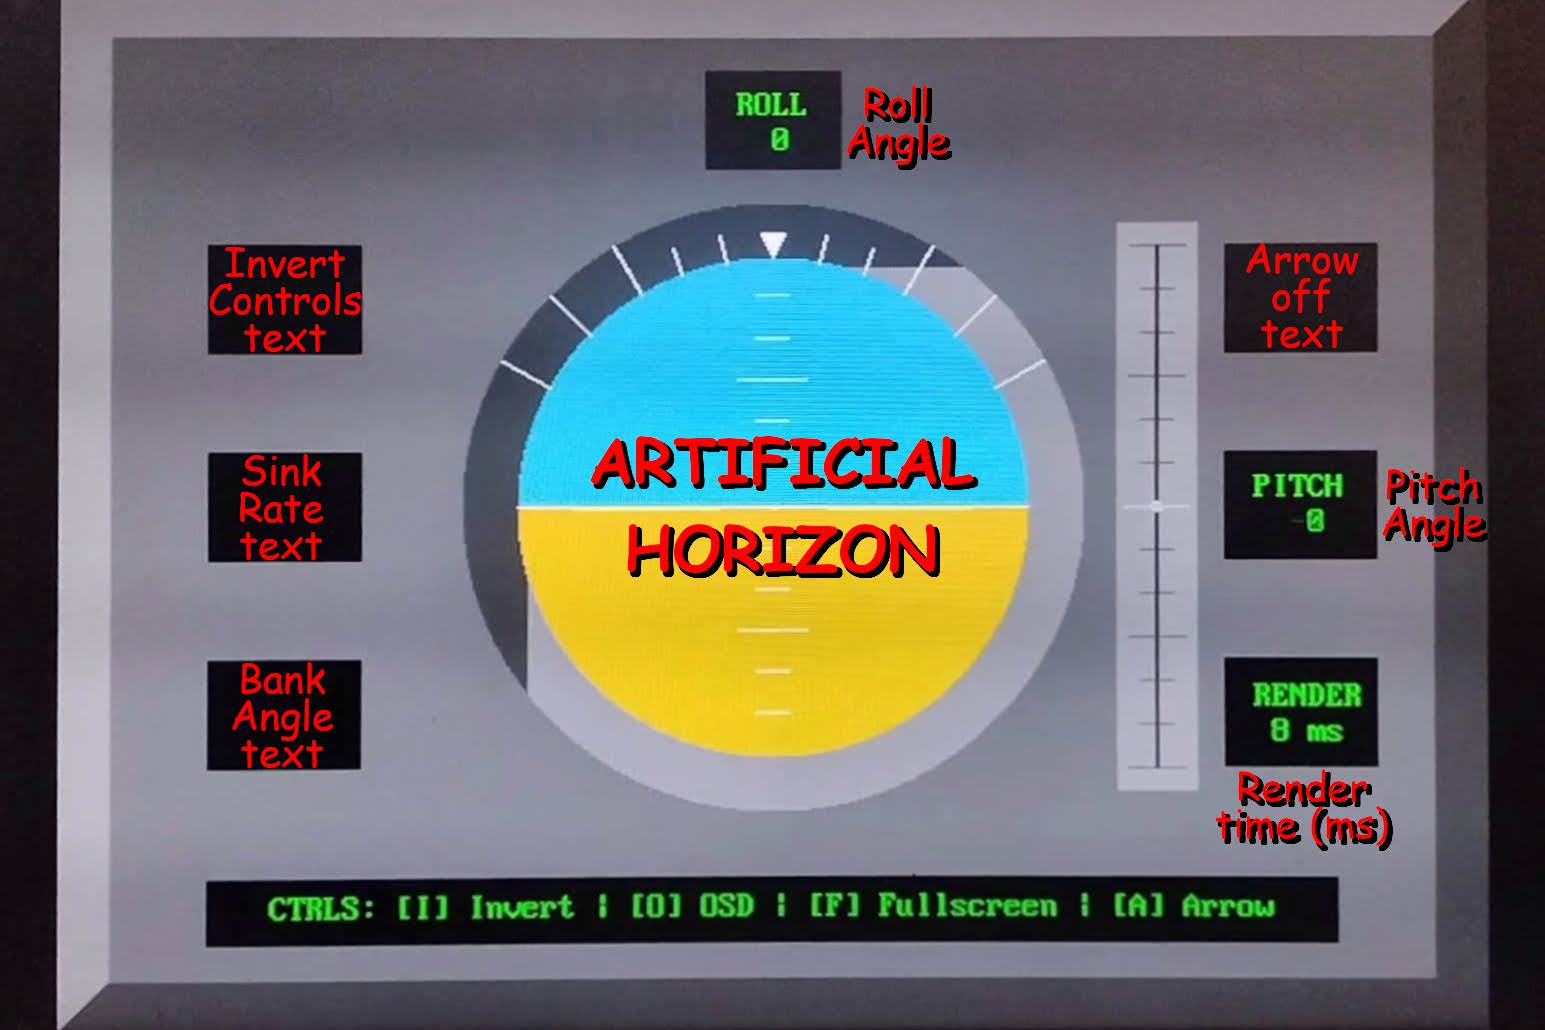 ROLL
0
Roll
Angle
Invert
Controls
text
Arrow
off
text
ARTIFICIAL
HORIZON
Sink
Rate
text
PITCH
-0
Pitch
Angle
Bank
Angle
text
RENDER
8 ms
Render
time (ms)
CTRLS: [I] Invert | [O] OSD | [F] Fullscreen | [A] Arrow